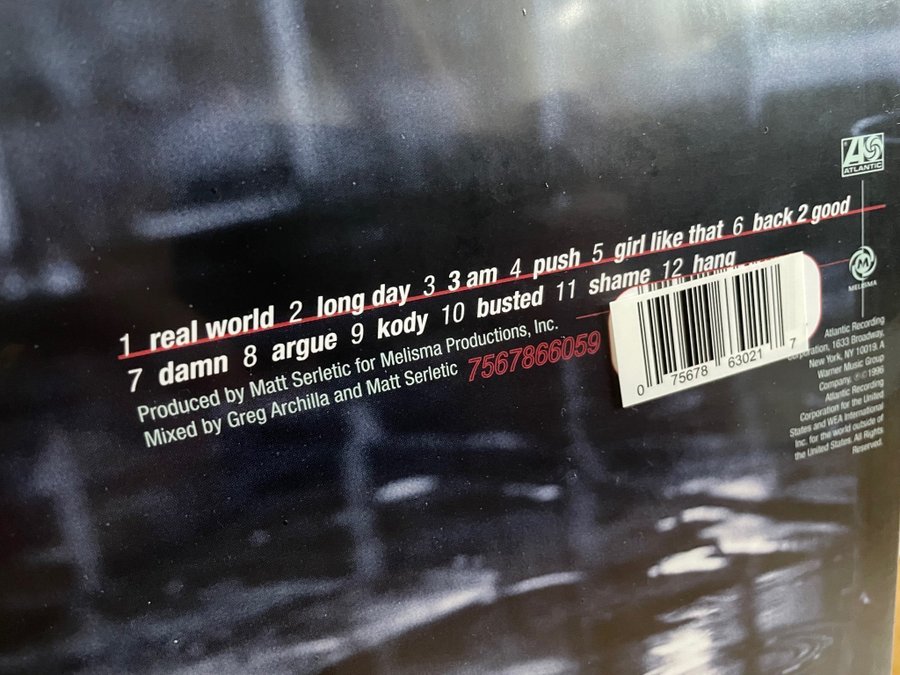 1 real world 2 long day 3 3 am 4 push 5 girl like that 6 back 2 good
7 damn 8 argue 9 kody 10 busted 11 shame 12 hang
Produced by Matt Serletic for Melisma Productions, Inc.
Mixed by Greg Archilla and Matt Serletic
7567866059
0 75678 63021 7
ATLANTIC
M
MELISMA
Atlantic Recording
Corporation, 1633 Broadway,
New York, NY 10019. A
Warner Music Group
Company. ℗ © 1996
Atlantic Recording
Corporation for the United
States and WEA International
Inc. for the world outside of
the United States. All Rights
Reserved.